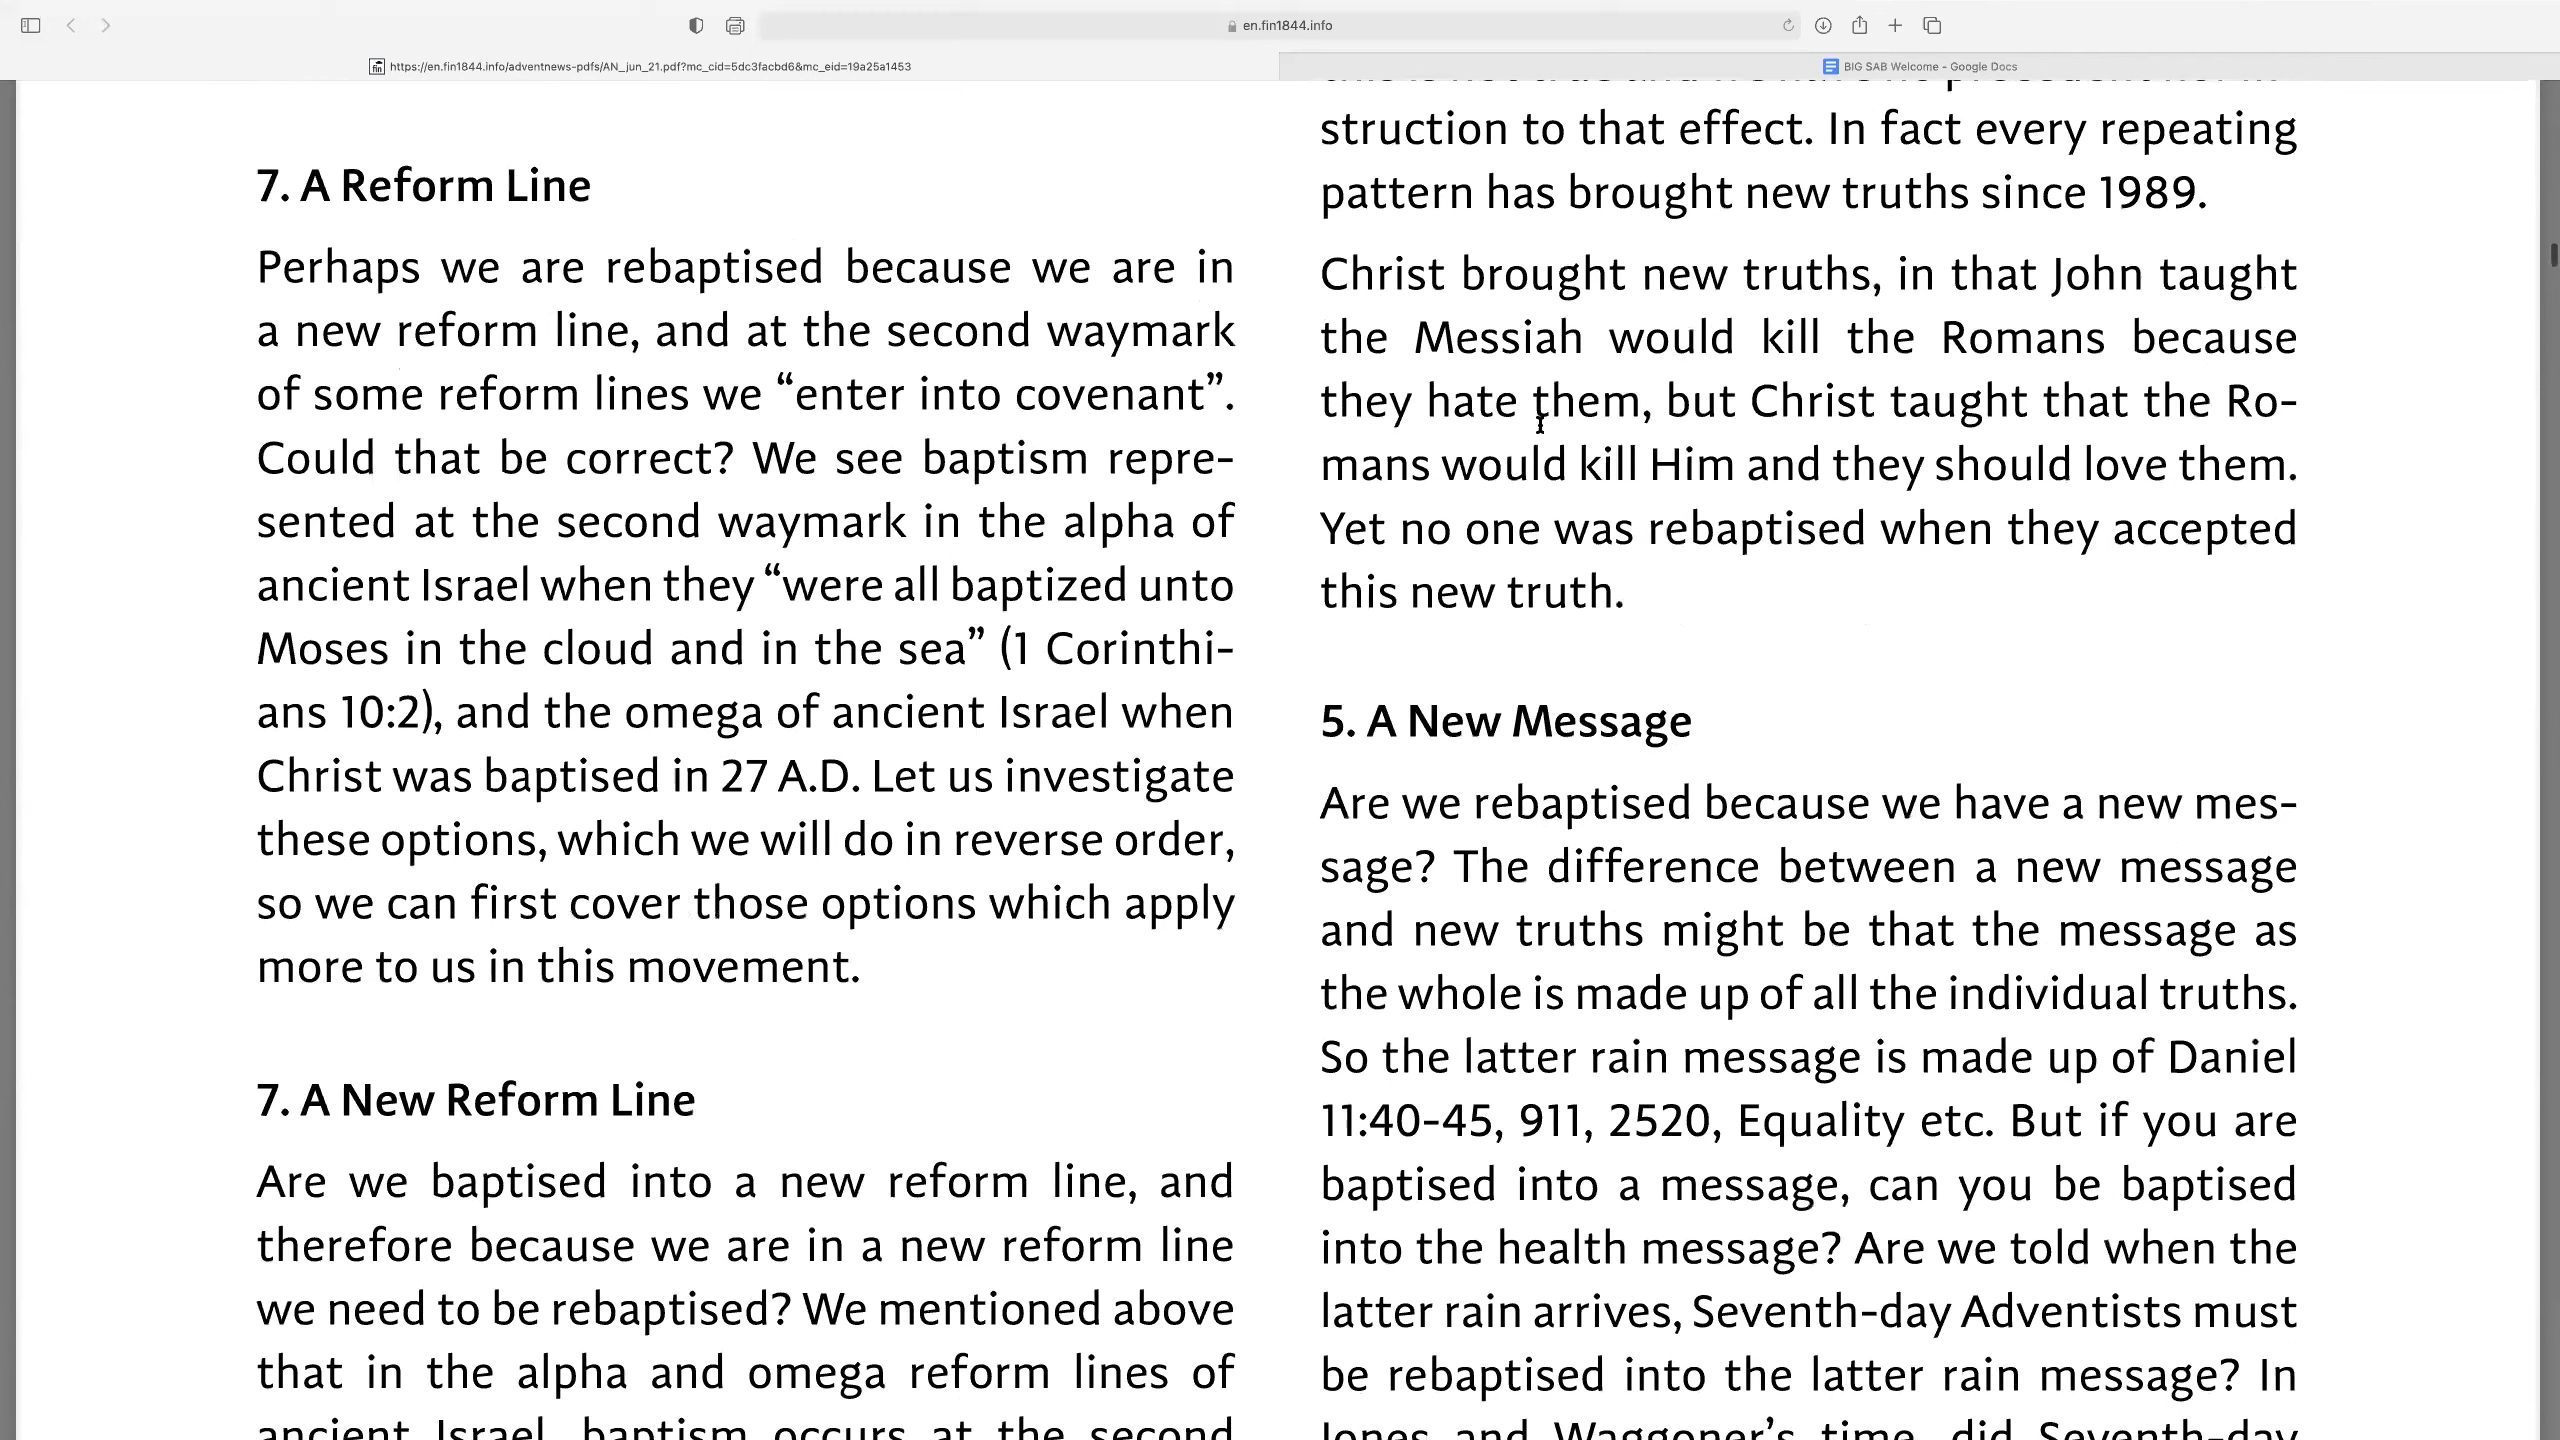 en.fin1844.info
https://en.fin1844.info/adventnews-pdfs/AN_jun_21.pdf?mc_cid=5dc3facbd6&mc_eid=19a25a1453
BIG SAB Welcome - Google Docs
7. A Reform Line
Perhaps we are rebaptised because we are in
a new reform line, and at the second waymark
of some reform lines we “enter into covenant”.
Could that be correct? We see baptism repre-
sented at the second waymark in the alpha of
ancient Israel when they “were all baptized unto
Moses in the cloud and in the sea” (1 Corinthi-
ans 10:2), and the omega of ancient Israel when
Christ was baptised in 27 A.D. Let us investigate
these options, which we will do in reverse order,
so we can first cover those options which apply
more to us in this movement.
7. A New Reform Line
Are we baptised into a new reform line, and
therefore because we are in a new reform line
we need to be rebaptised? We mentioned above
that in the alpha and omega reform lines of
ancient Israel, baptism occurs at the second
struction to that effect. In fact every repeating
pattern has brought new truths since 1989.
Christ brought new truths, in that John taught
the Messiah would kill the Romans because
they hate them, but Christ taught that the Ro-
mans would kill Him and they should love them.
Yet no one was rebaptised when they accepted
this new truth.
5. A New Message
Are we rebaptised because we have a new mes-
sage? The difference between a new message
and new truths might be that the message as
the whole is made up of all the individual truths.
So the latter rain message is made up of Daniel
11:40-45, 911, 2520, Equality etc. But if you are
baptised into a message, can you be baptised
into the health message? Are we told when the
latter rain arrives, Seventh-day Adventists must
be rebaptised into the latter rain message? In
Jones and Waggoner’s time, did Seventh-day